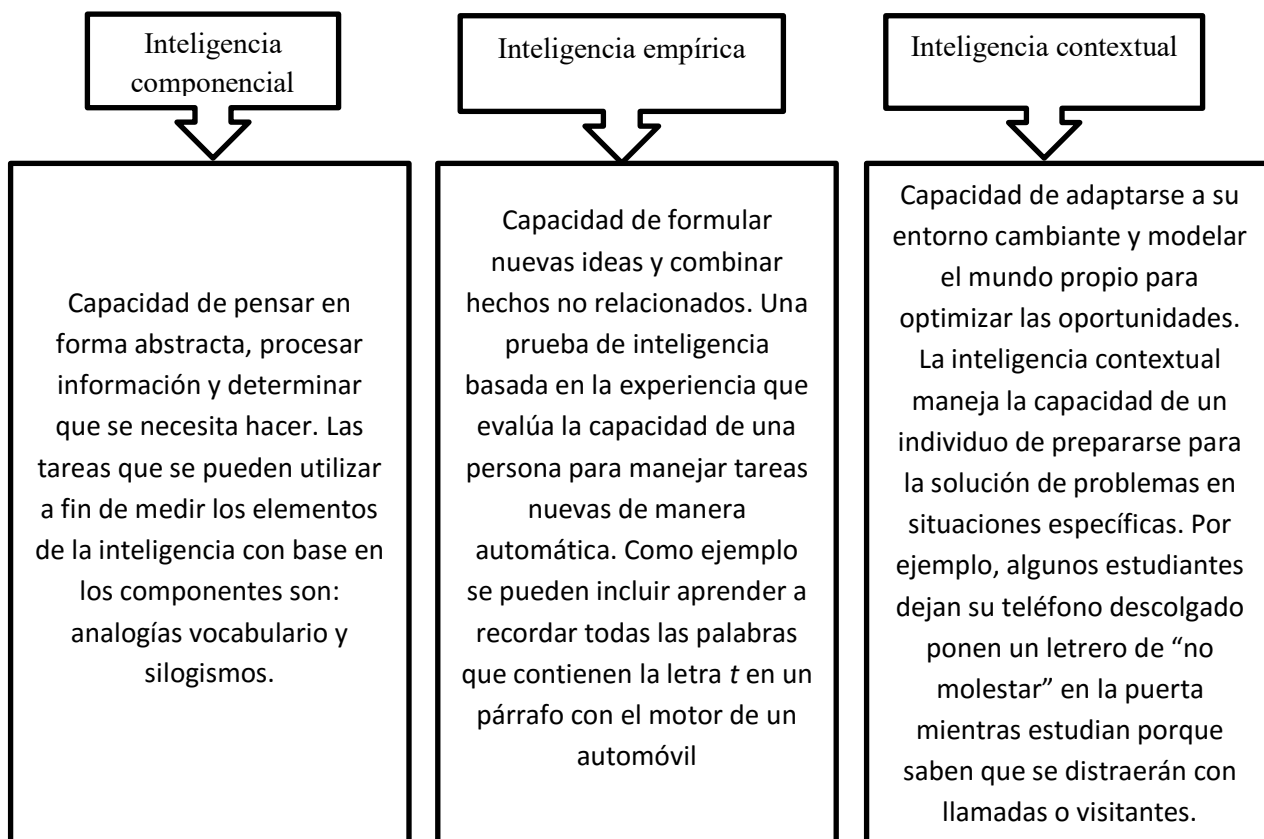 Inteligencia
componencial
Capacidad de pensar en
forma abstracta, procesar
información y determinar
que se necesita hacer. Las
tareas que se pueden utilizar
a fin de medir los elementos
de la inteligencia con base en
los componentes son:
analogías vocabulario y
silogismos.
Inteligencia empírica
Capacidad de formular
nuevas ideas y combinar
hechos no relacionados. Una
prueba de inteligencia
basada en la experiencia que
evalúa la capacidad de una
persona para manejar tareas
nuevas de manera
automática. Como ejemplo
se pueden incluir aprender a
recordar todas las palabras
que contienen la letra t en un
párrafo con el motor de un
automóvil
Inteligencia contextual
Capacidad de adaptarse a su
entorno cambiante y modelar
el mundo propio para
optimizar las oportunidades.
La inteligencia contextual
maneja la capacidad de un
individuo de prepararse para
la solución de problemas en
situaciones específicas. Por
ejemplo, algunos estudiantes
dejan su teléfono descolgado
ponen un letrero de “no
molestar” en la puerta
mientras estudian porque
saben que se distraerán con
llamadas o visitantes.